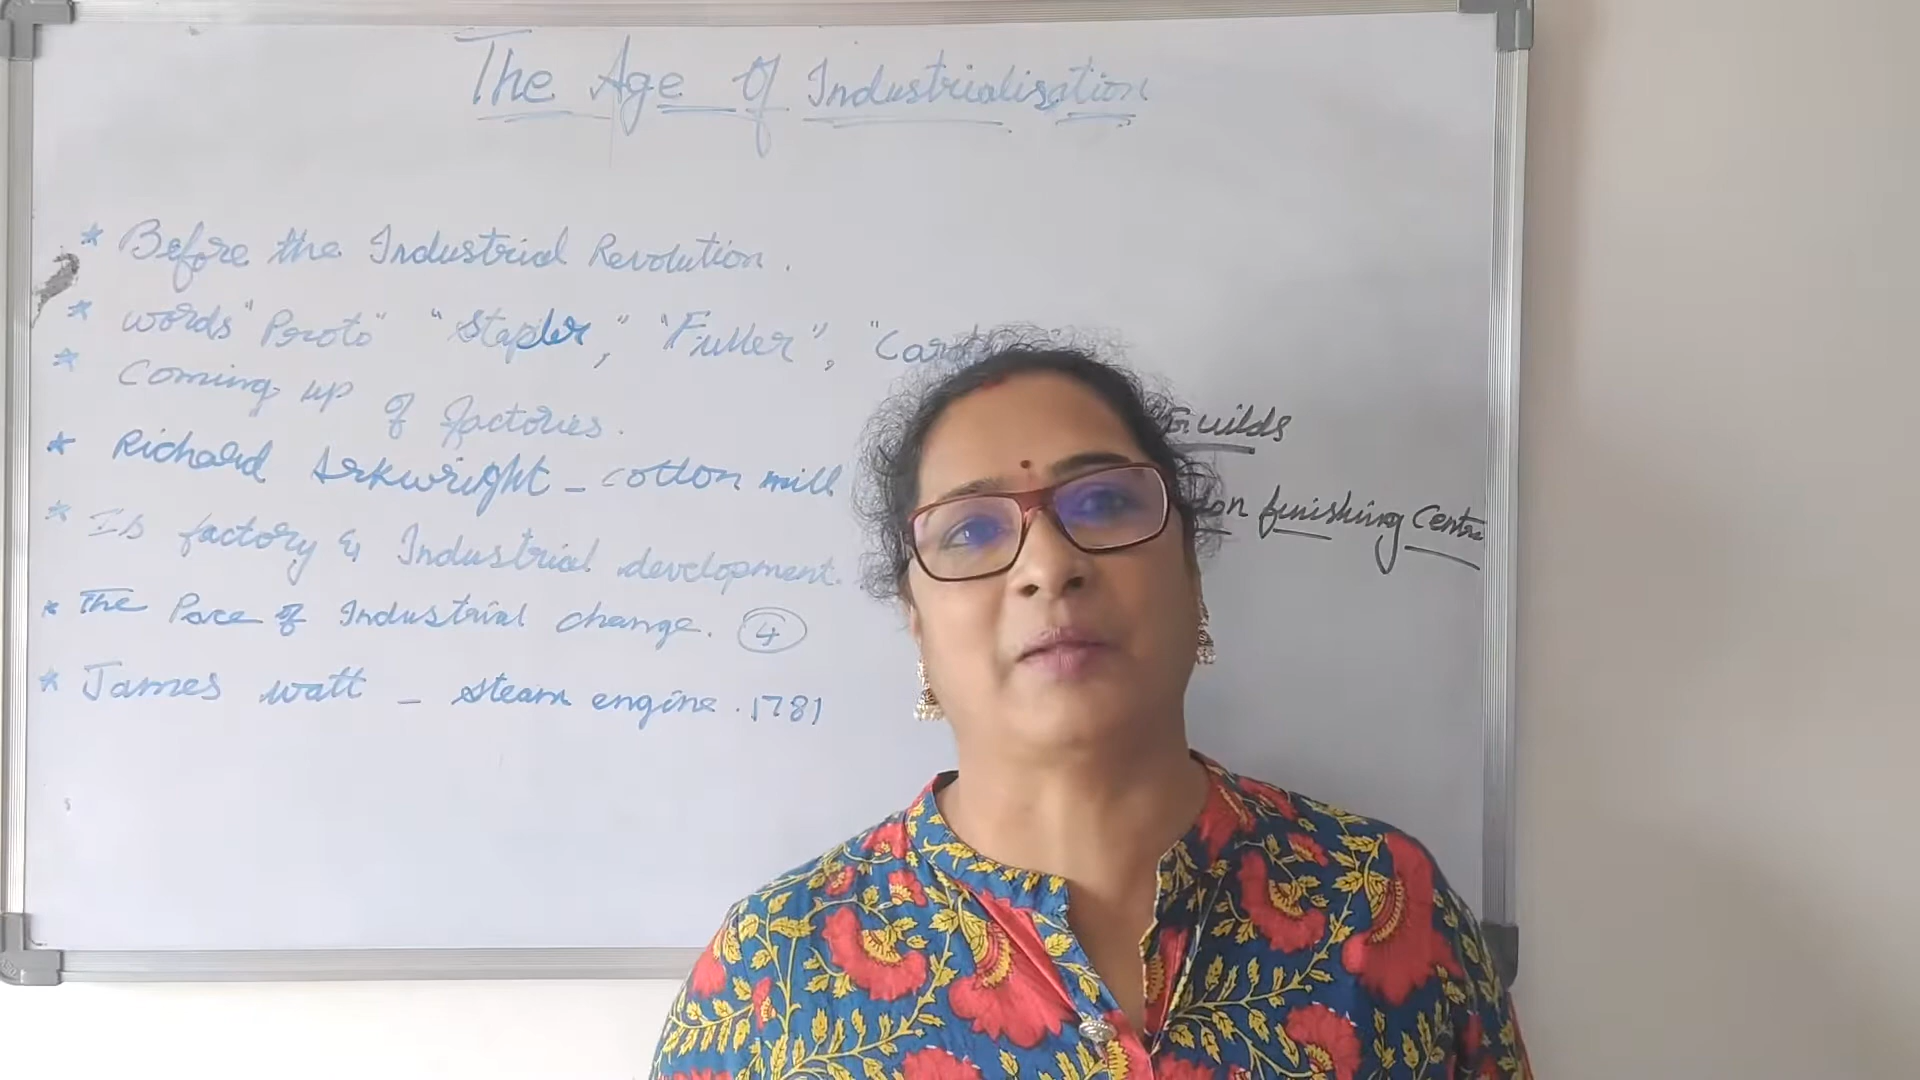 The Age Of Industrialisation
* Before the Industrial Revolution.
* words "Proto" "Stapler," "Fuller", "Card
* Coming up of factories.
Guilds
* Richard Arkwright - cotton mill
finishing Centre
* Is factory & Industrial development.
* The Pace of Industrial change. 4
* James watt - steam engine. 1781